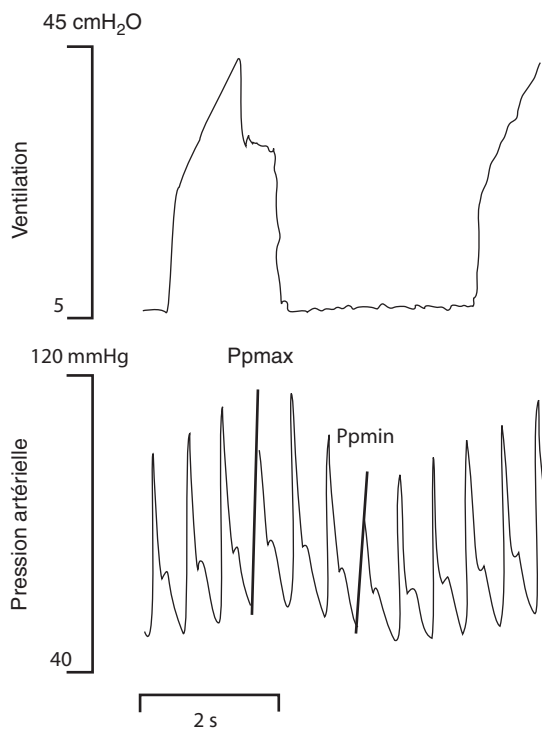 45 cmH₂O
Ventilation
5
120 mmHg
Ppmax
Ppmin
Pression artérielle
40
2 s